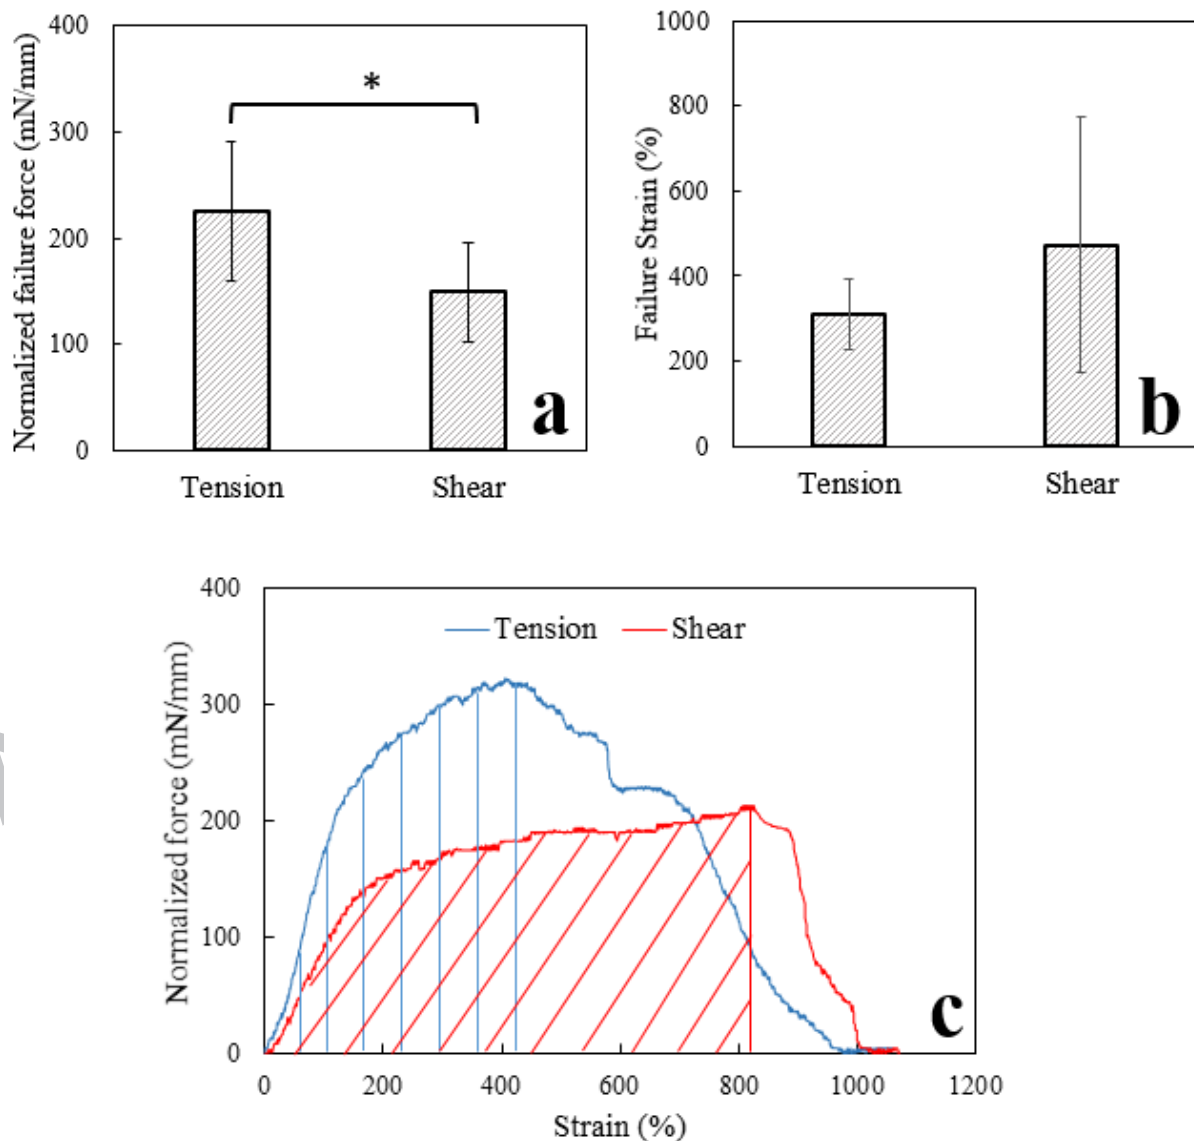 Normalized failure force (mN/mm)
400
300
200
100
0
*
Tension
Shear
a
Failure Strain (%)
1000
800
600
400
200
0
Tension
Shear
b
Normalized force (mN/mm)
400
300
200
100
0
Tension
Shear
c
0 200 400 600 800 1000 1200
Strain (%)